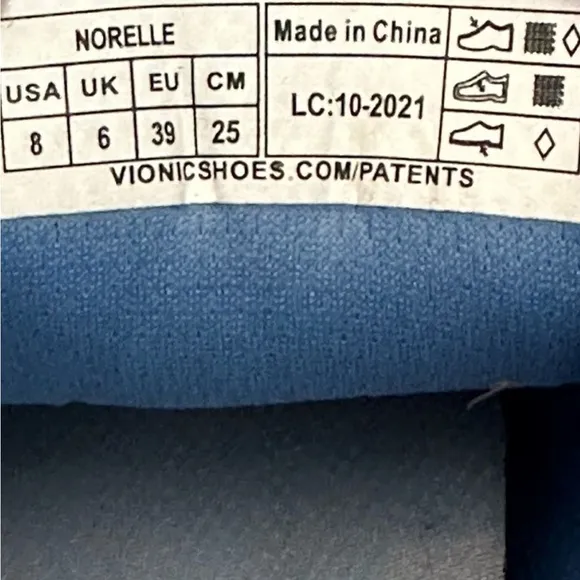 NORELLE
Made in China
USA UK EU CM
LC:10-2021
8 6 39 25
VIONICSHOES.COM/PATENTS